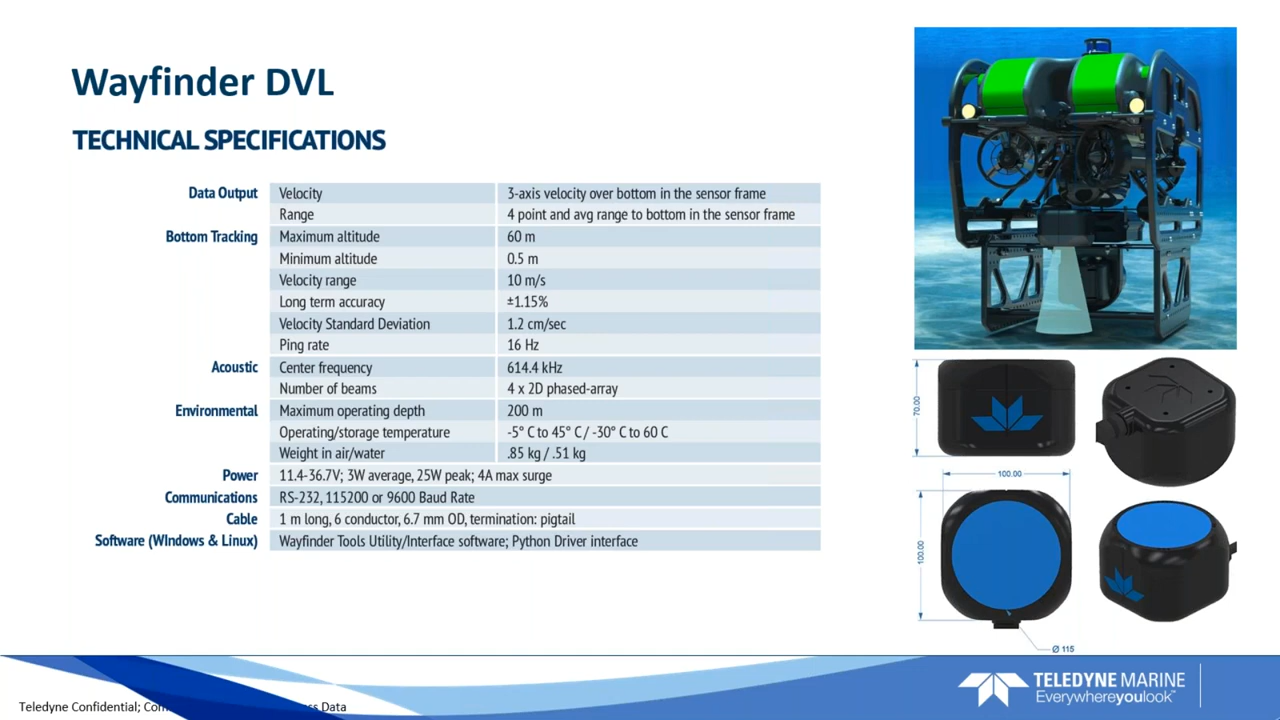 Wayfinder DVL
TECHNICAL SPECIFICATIONS
Data Output Velocity 3-axis velocity over bottom in the sensor frame
Range 4 point and avg range to bottom in the sensor frame
Bottom Tracking Maximum altitude 60 m
Minimum altitude 0.5 m
Velocity range 10 m/s
Long term accuracy ±1.15%
Velocity Standard Deviation 1.2 cm/sec
Ping rate 16 Hz
Acoustic Center frequency 614.4 kHz
Number of beams 4 x 2D phased-array
Environmental Maximum operating depth 200 m
Operating/storage temperature -5° C to 45° C / -30° C to 60 C
Weight in air/water .85 kg / .51 kg
Power 11.4-36.7V; 3W average, 25W peak; 4A max surge
Communications RS-232, 115200 or 9600 Baud Rate
Cable 1 m long, 6 conductor, 6.7 mm OD, termination: pigtail
Software (WIndows & Linux) Wayfinder Tools Utility/Interface software; Python Driver interface
70.00
100.00
100.00
Ø 115
TELEDYNE MARINE
Everywhereyoulook™
Teledyne Confidential; Data